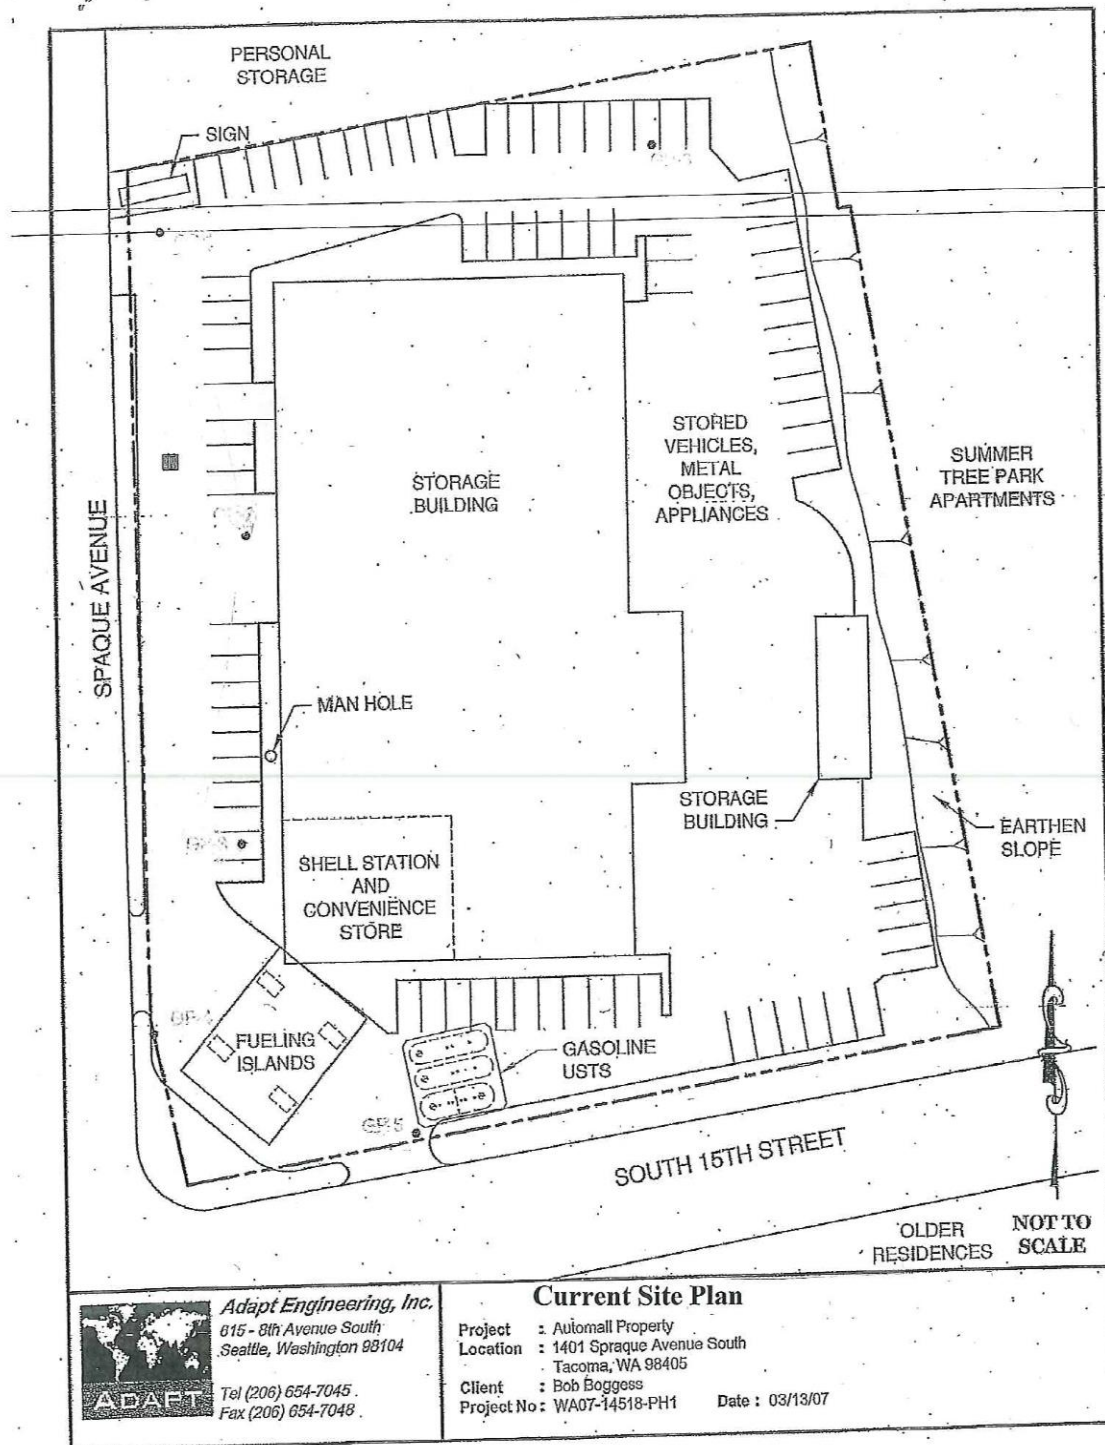 PERSONAL
STORAGE
SIGN
STORAGE
BUILDING
STORED
VEHICLES,
METAL
OBJECTS,
APPLIANCES
SUMMER
TREE PARK
APARTMENTS
SPAQUE AVENUE
MAN HOLE
STORAGE
BUILDING
EARTHEN
SLOPE
SHELL STATION
AND
CONVENIENCE
STORE
GP-4
FUELING
ISLANDS
GASOLINE
USTS
GP-5
SOUTH 15TH STREET
OLDER
RESIDENCES
NOT TO
SCALE
Adapt Engineering, Inc.
615 - 8th Avenue South
Seattle, Washington 98104
Tel (206) 654-7045
Fax (206) 654-7048
ADAPT
Current Site Plan
Project : Automall Property
Location : 1401 Sprague Avenue South
Tacoma, WA 98405
Client : Bob Boggess
Project No : WA07-14518-PH1 Date : 03/13/07